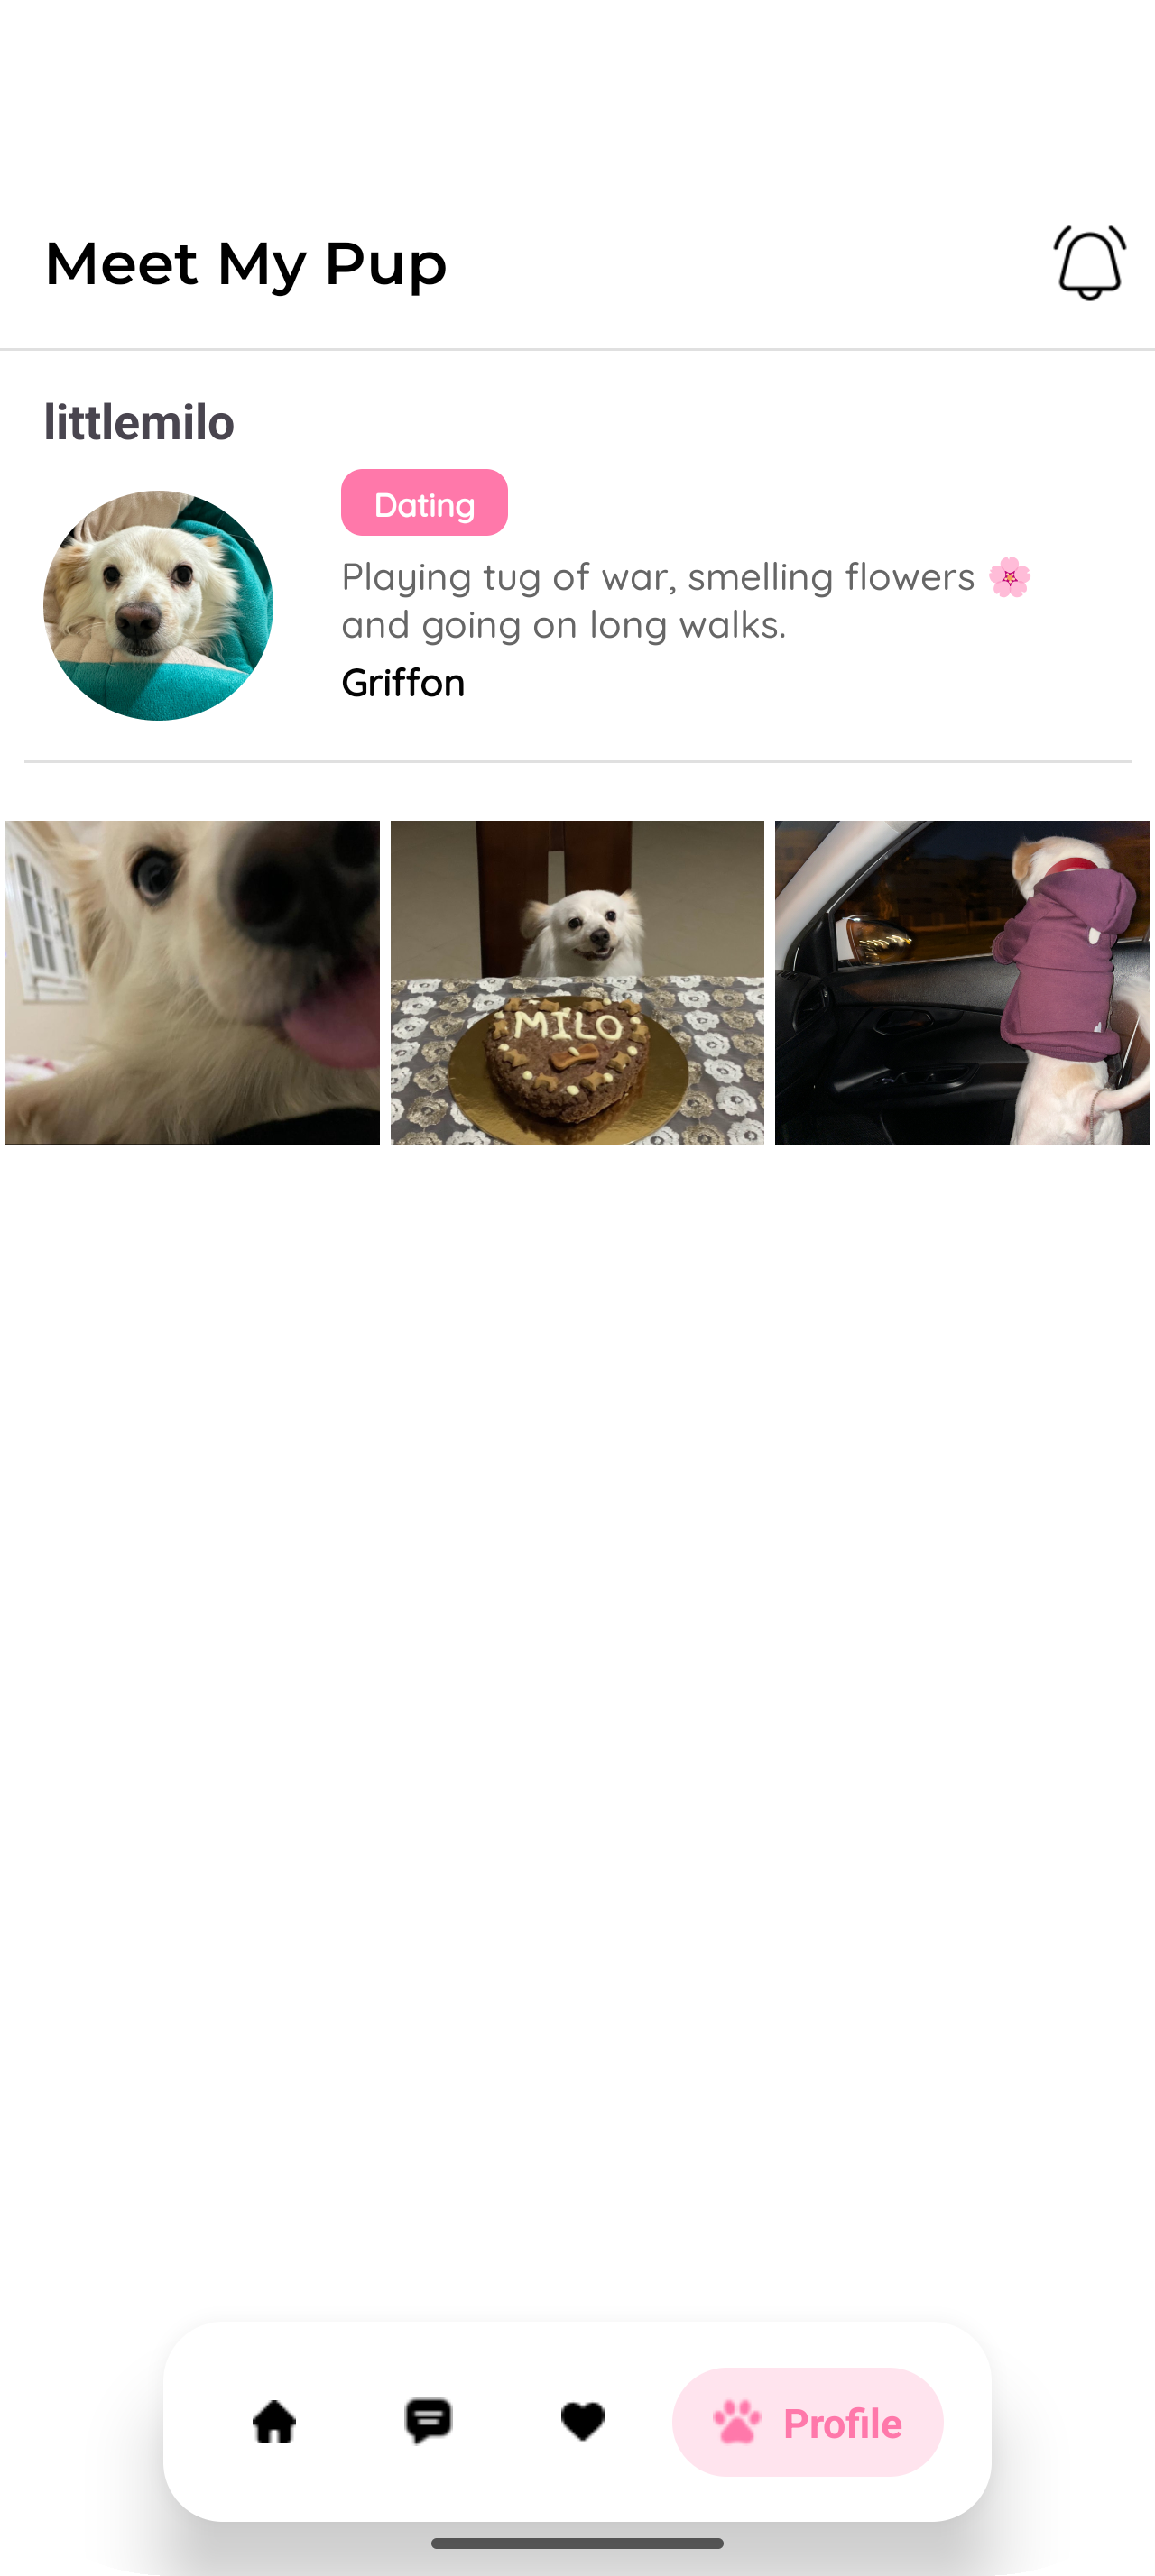 Meet My Pup
littlemilo
Dating
Playing tug of war, smelling flowers 🌸
and going on long walks.
Griffon
MILO
Profile